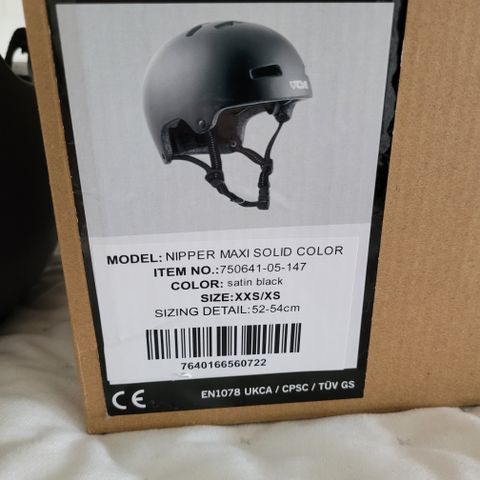 TSG
MODEL: NIPPER MAXI SOLID COLOR
ITEM NO.:750641-05-147
COLOR: satin black
SIZE:XXS/XS
SIZING DETAIL:52-54cm
7640166560722
CE EN1078 UKCA / CPSC / TÜV GS